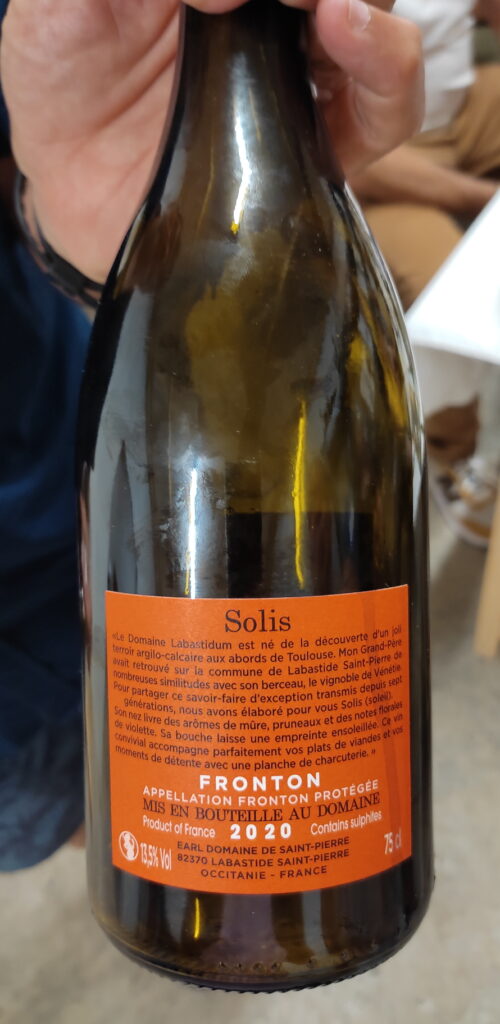 Solis
«Le Domaine Labastidum est né de la découverte d'un joli
terroir argilo-calcaire aux abords de Toulouse. Mon Grand-Père
avait retrouvé sur la commune de Labastide Saint-Pierre de
nombreuses similitudes avec son berceau, le vignoble de Vénétie.
Pour partager ce savoir-faire d'exception transmis depuis sept
générations, nous avons élaboré pour vous Solis (soleil).
Son nez livre des arômes de mûre, pruneaux et des notes florales
de violette. Sa bouche laisse une empreinte ensoleillée. Ce vin
convivial accompagne parfaitement vos plats de viandes et vos
moments de détente avec une planche de charcuterie. »
FRONTON
APPELLATION FRONTON PROTÉGÉE
MIS EN BOUTEILLE AU DOMAINE
Product of France 2020 Contains sulphites
13,5% Vol EARL DOMAINE DE SAINT-PIERRE 75 cl
82370 LABASTIDE SAINT-PIERRE
OCCITANIE - FRANCE